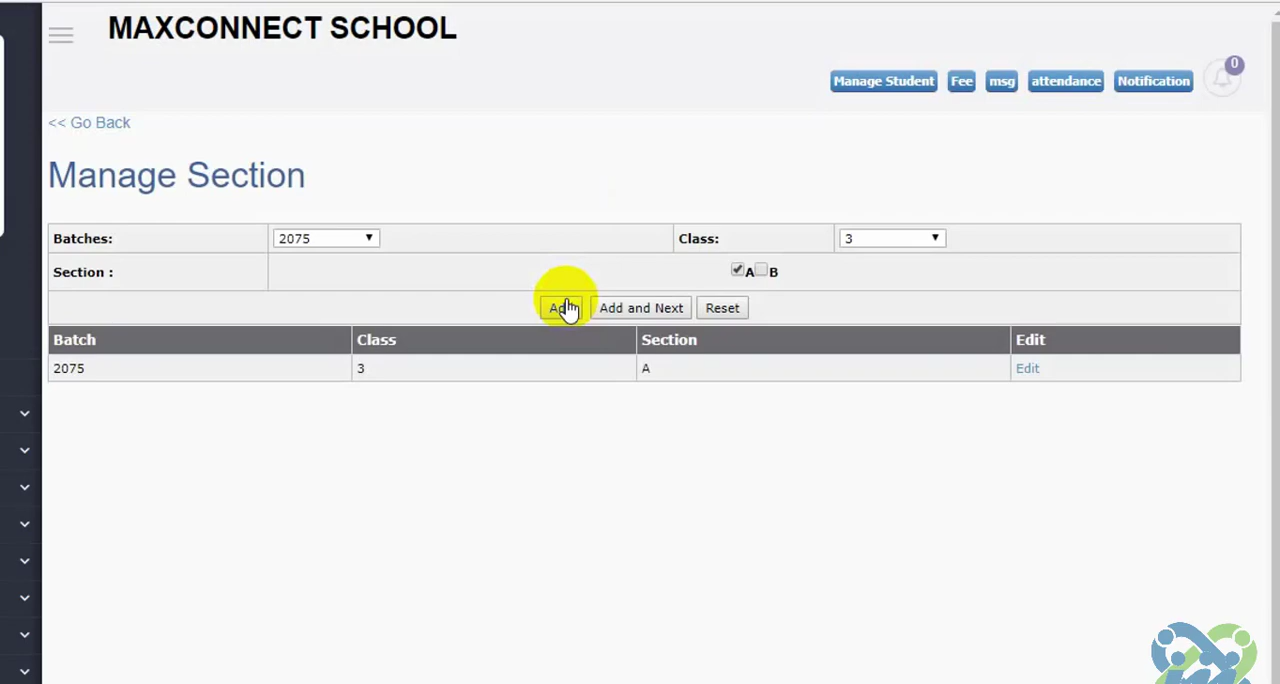 MAXCONNECT SCHOOL
Manage Student Fee msg attendance Notification 0
<< Go Back
Manage Section
Batches: 2075 Class: 3
Section : A B
Add and Next Reset
Batch Class Section Edit
2075 3 A Edit